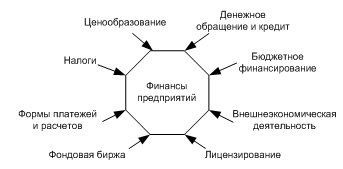 Ценообразование
Денежное
обращение и кредит
Налоги
Бюджетное
финансирование
Финансы
предприятий
Формы платежей
и расчетов
Внешнеэкономическая
деятельность
Фондовая биржа
Лицензирование